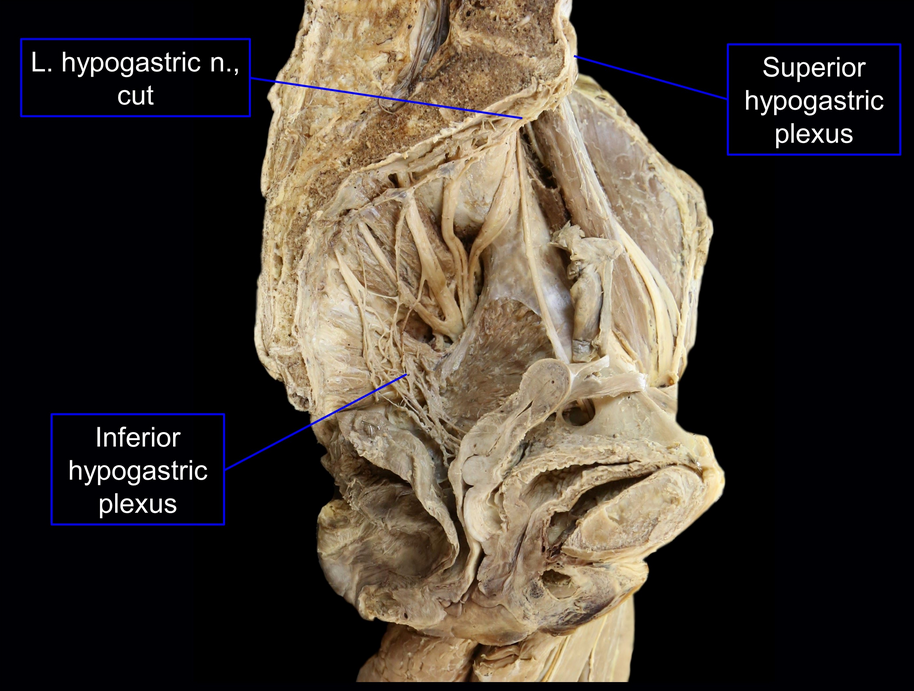 L. hypogastric n.,
cut
Superior
hypogastric
plexus
Inferior
hypogastric
plexus